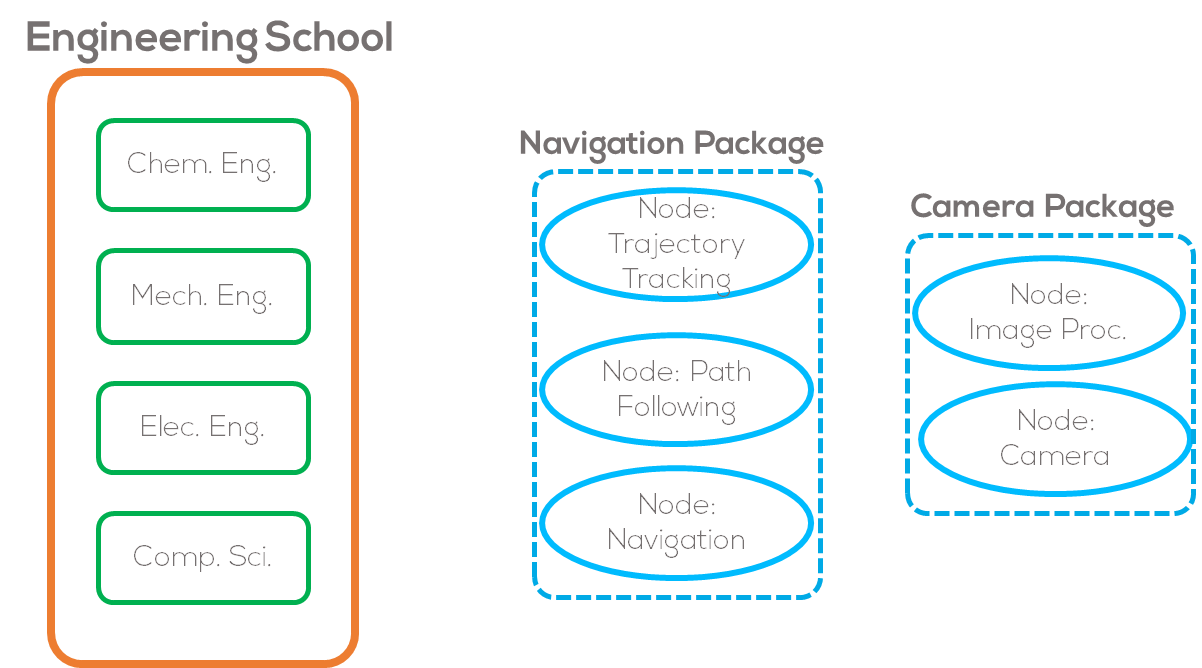 Engineering School
Chem. Eng.
Mech. Eng.
Elec. Eng.
Comp. Sci.
Navigation Package
Node:
Trajectory
Tracking
Node: Path
Following
Node:
Navigation
Camera Package
Node:
Image Proc.
Node:
Camera